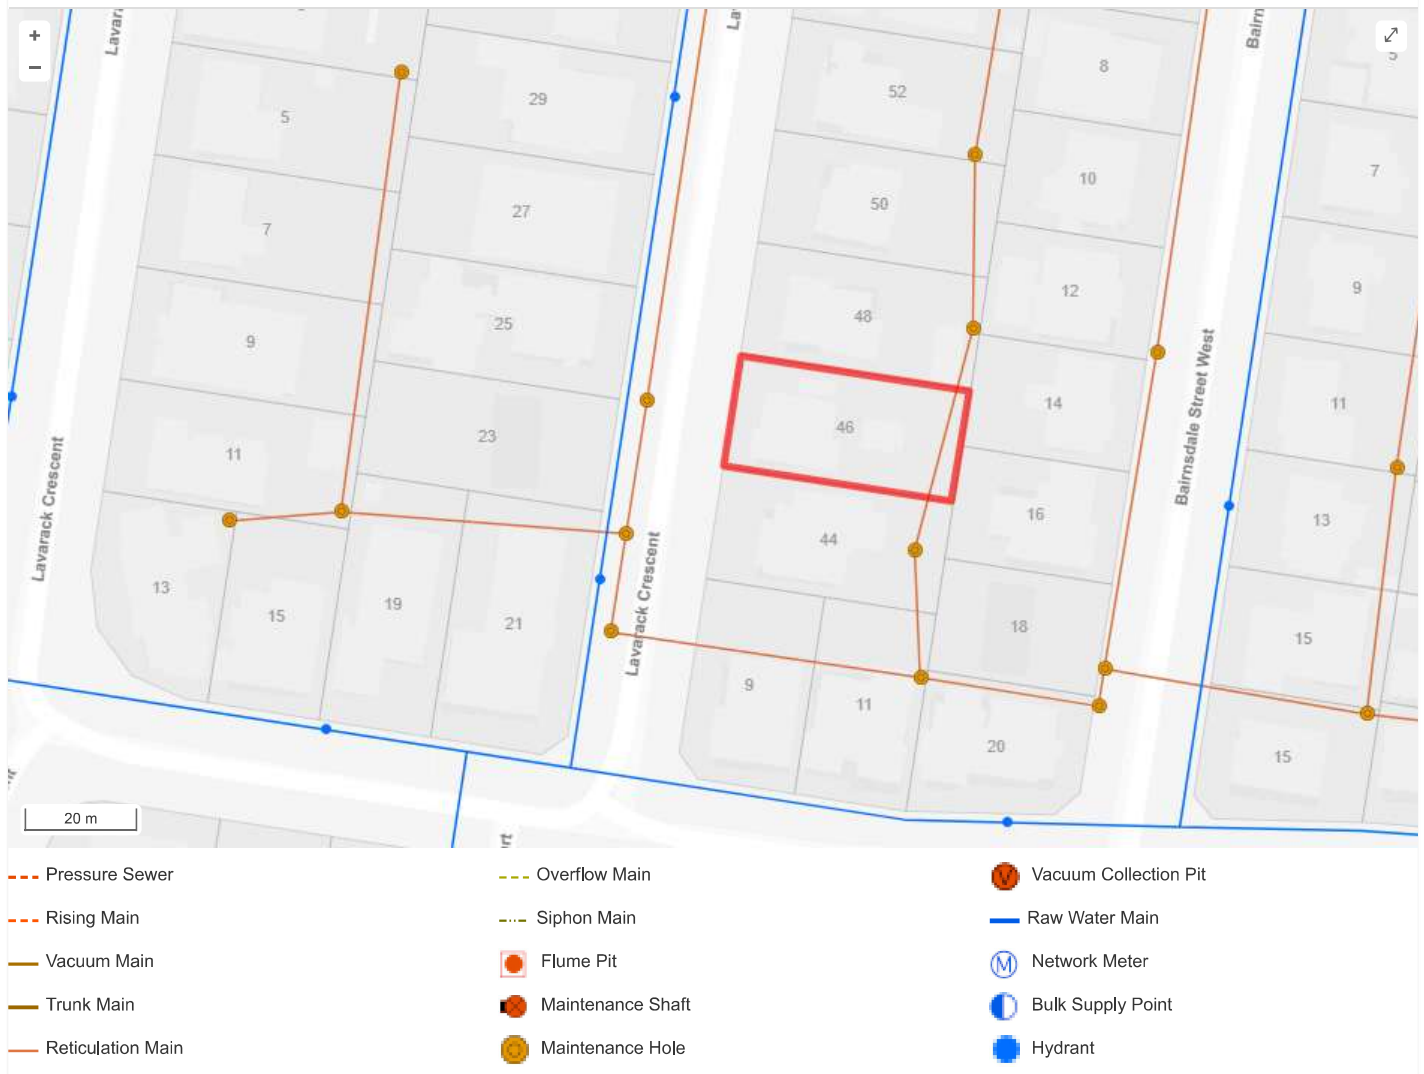 +
−
5
7
9
11
13
15
19
21
23
25
27
29
52
50
48
46
44
9
11
8
10
12
14
16
18
20
5
7
9
11
13
15
15
Lavarack Crescent
Lavarack Crescent
Bairnsdale Street West
20 m
Pressure Sewer
Rising Main
Vacuum Main
Trunk Main
Reticulation Main
Overflow Main
Siphon Main
Flume Pit
Maintenance Shaft
Maintenance Hole
V Vacuum Collection Pit
Raw Water Main
M Network Meter
Bulk Supply Point
Hydrant